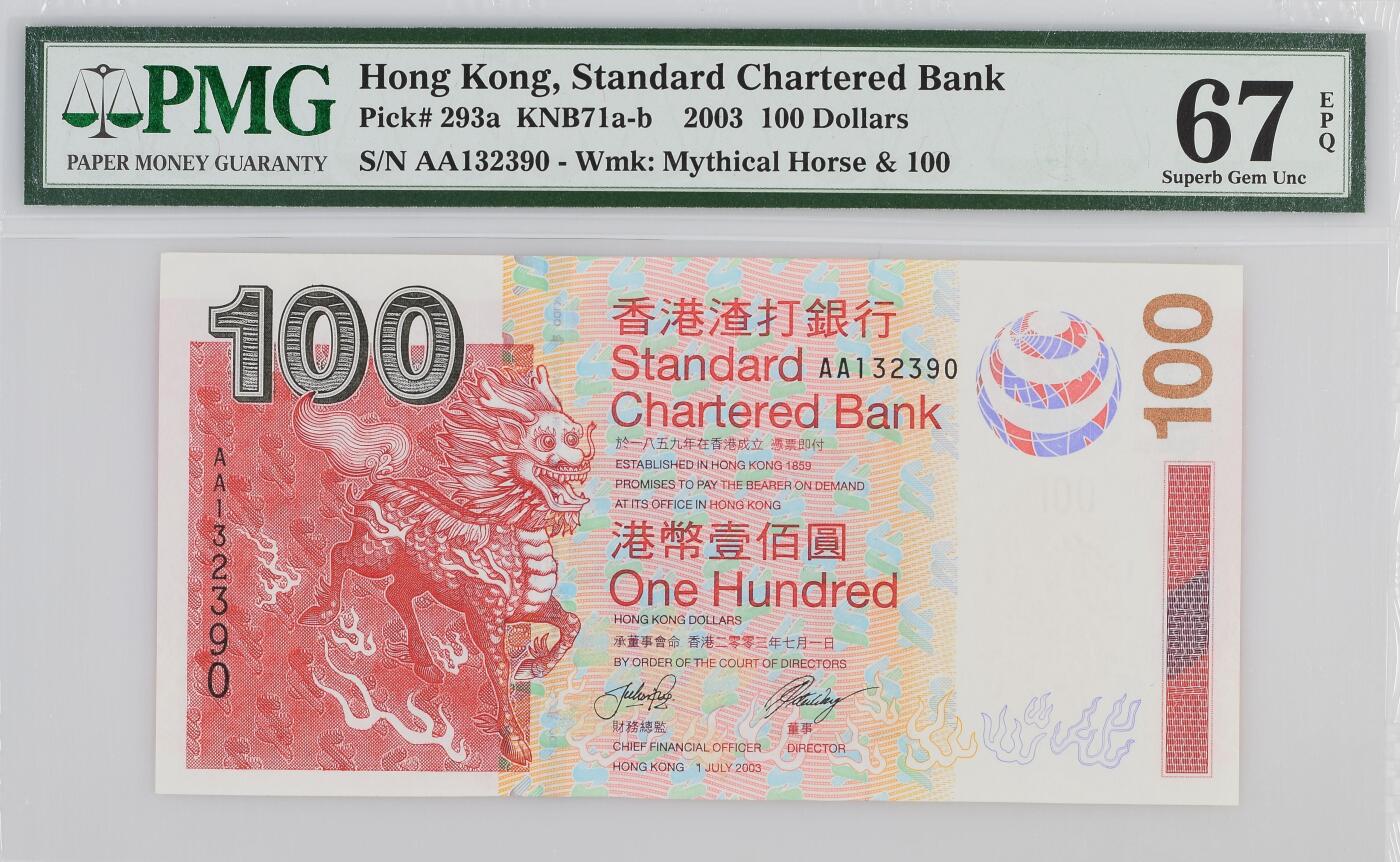 PMG
PAPER MONEY GUARANTY
Hong Kong, Standard Chartered Bank
Pick# 293a KNB71a-b 2003 100 Dollars
S/N AA132390 - Wmk: Mythical Horse & 100
67
EPQ
Superb Gem Unc
100
100
香港渣打銀行
Standard AA132390
Chartered Bank
於一八五九年在香港成立 憑票即付
ESTABLISHED IN HONG KONG 1859
PROMISES TO PAY THE BEARER ON DEMAND
AT ITS OFFICE IN HONG KONG
AA132390
港幣壹佰圓
One Hundred
HONG KONG DOLLARS
承董事會命 香港二零零三年七月一日
BY ORDER OF THE COURT OF DIRECTORS
財務總監 董事
CHIEF FINANCIAL OFFICER DIRECTOR
HONG KONG 1 JULY 2003